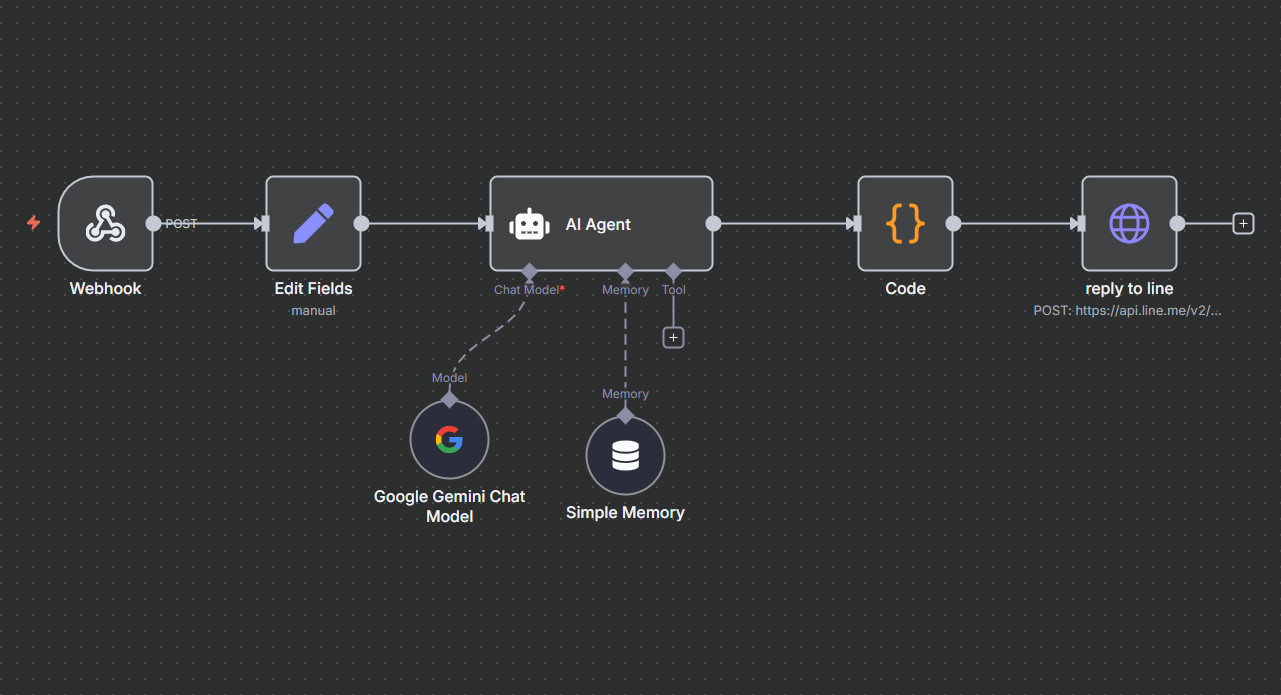 POST
AI Agent
Webhook
Edit Fields
manual
Chat Model*
Memory
Tool
Code
reply to line
POST: https://api.line.me/v2/...
Model
Memory
Google Gemini Chat
Model
Simple Memory